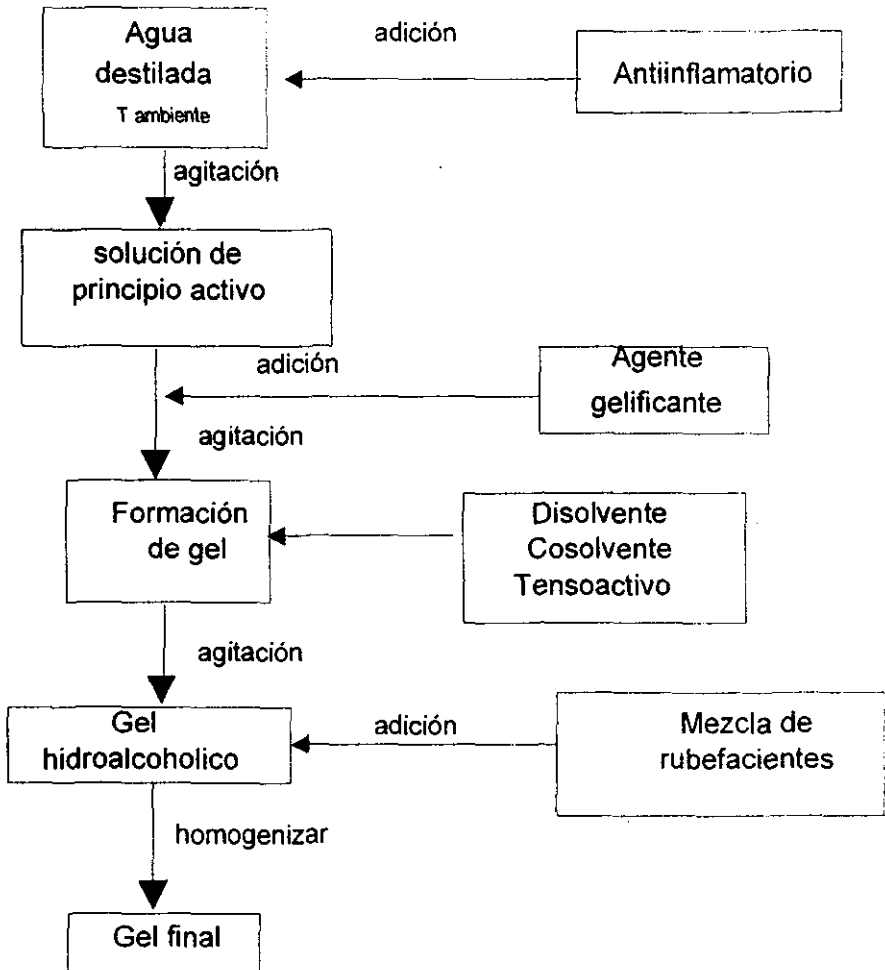 Agua
destilada
T ambiente
adición
Antiinflamatorio
agitación
solución de
principio activo
adición
Agente
gelificante
agitación
Formación
de gel
Disolvente
Cosolvente
Tensoactivo
agitación
Gel
hidroalcoholico
adición
Mezcla de
rubefacientes
homogenizar
Gel final